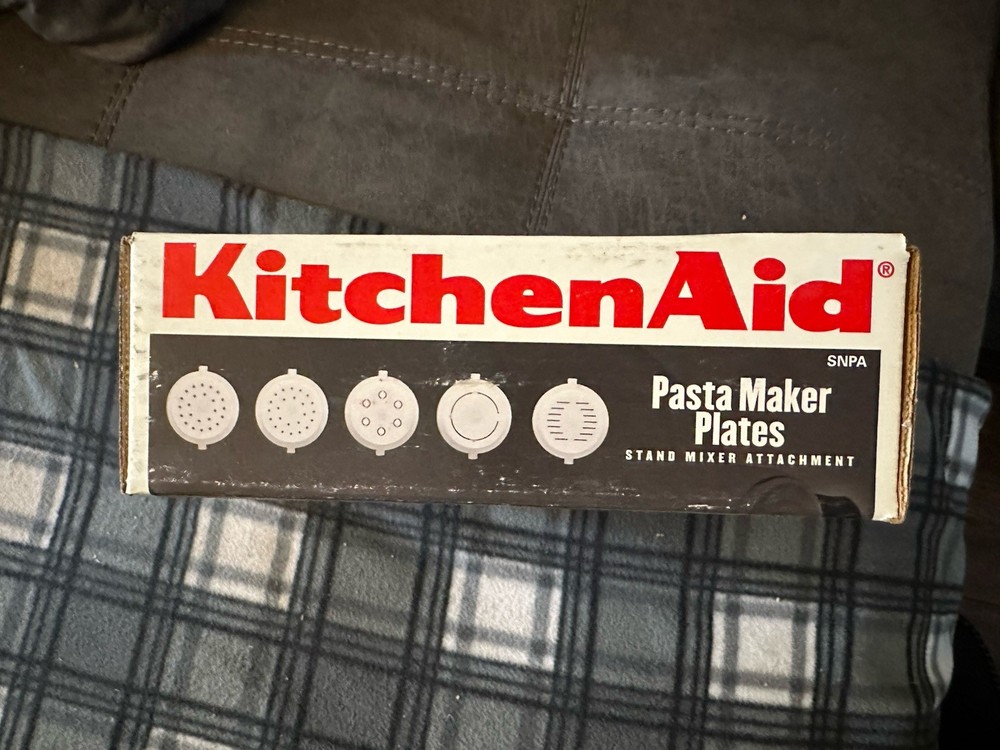 KitchenAid®
SNPA
Pasta Maker
Plates
STAND MIXER ATTACHMENT